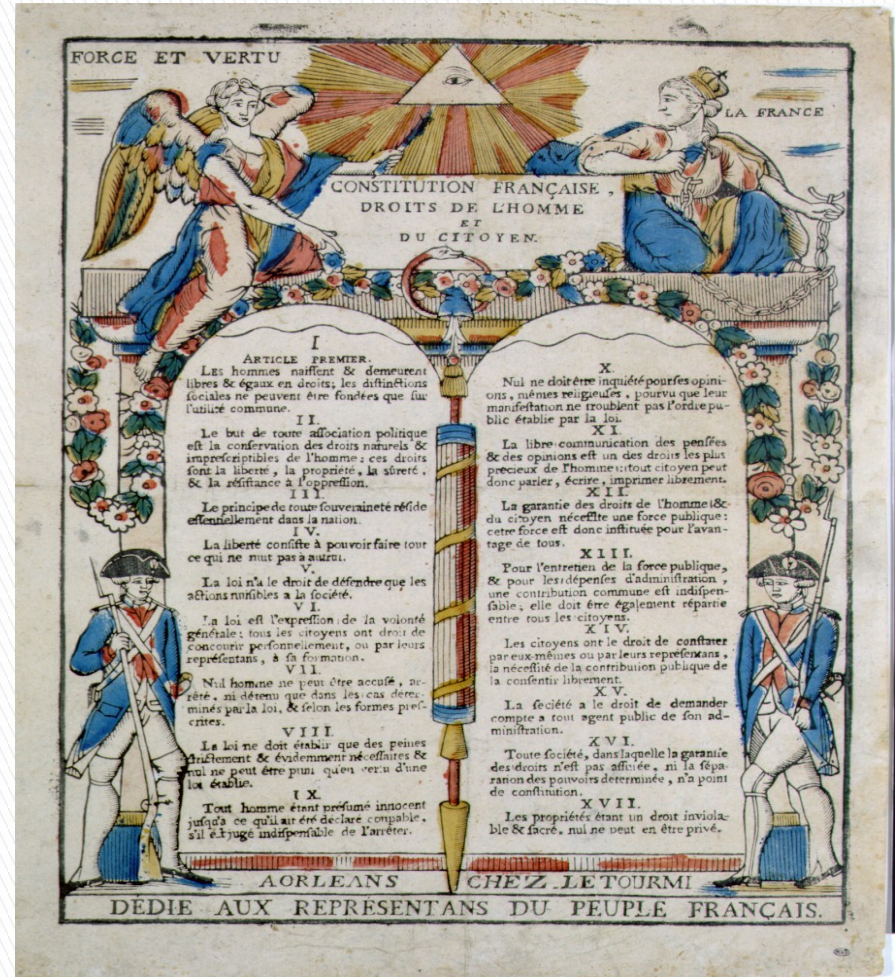 FORCE ET VERTU
LA FRANCE
CONSTITUTION FRANÇAISE,
DROITS DE L'HOMME
ET
DU CITOYEN.
I
ARTICLE PREMIER.
Les hommes naiſſent & demeurent
libres & égaux en droits; les diſtinctions
ſociales ne peuvent être fondées que ſur
l'utilité commune.
II.
Le but de toute aſſociation politique
eſt la conſervation des droits naturels &
impreſcriptibles de l'homme: ces droits
ſont la liberté, la propriété, la sûreté,
& la réſiſtance à l'oppreſſion.
III.
Le principe de toute ſouveraineté réſide
eſſentiellement dans la nation.
IV.
La liberté conſiſte à pouvoir faire tout
ce qui ne nuit pas à autrui.
V.
La loi n'a le droit de défendre que les
actions nuiſibles a la ſociété.
VI.
La loi eſt l'expreſſion de la volonté
générale: tous les citoyens ont droit de
concourir perſonnellement, ou par leurs
repréſentans, à ſa formation.
VII.
Nul homme ne peut être accuſé, ar-
rêté, ni détenu que dans les cas déter-
minés par la loi, & ſelon les formes preſ-
crites.
VIII.
La loi ne doit établir que des peines
ſtrictement & évidemment néceſſaires &
nul ne peut être puni qu'en vertu d'une
loi établie.
IX.
Tout homme étant préſumé innocent
juſqu'a ce qu'il ait été déclaré coupable,
s'il eſt jugé indiſpenſable de l'arrêter.
X.
Nul ne doit être inquiété pour ſes opini-
ons, mêmes religieuſes, pourvu que leur
manifeſtation ne troublent pas l'ordre pu-
blic établie par la loi.
XI.
La libre communication des penſées
& des opinions eſt un des droits les plus
precieux de l'homme: tout citoyen peut
donc parler, écrire, imprimer librement.
XII.
La garantie des droits de l'homme &
du citoyen néceſſite une force publique:
cette force eſt donc inſtituée pour l'avan-
tage de tous.
XIII.
Pour l'entretien de la force publique,
& pour les dépenſes d'adminiſtration,
une contribution commune eſt indiſpen-
ſable; elle doit être également répartie
entre tous les citoyens.
XIV.
Les citoyens ont le droit de conſtater
par eux-mêmes ou par leurs repréſentans,
la néceſſité de la contribution publique de
la conſentir librement.
XV.
La ſeciété a le droit de demander
compte a tout agent public de ſon ad-
miniſtration.
XVI.
Toute ſociété, dans laquelle la garantie
des droits n'eſt pas aſſurée, ni la ſépa-
ration des pouvoirs determinée, n'a point
de conſtitution.
XVII.
Les propriétés étant un droit inviola-
ble & ſacré, nul ne peut en être privé.
A ORLEANS CHEZ LETOURMI
DÉDIE AUX REPRÉSENTANS DU PEUPLE FRANÇAIS.